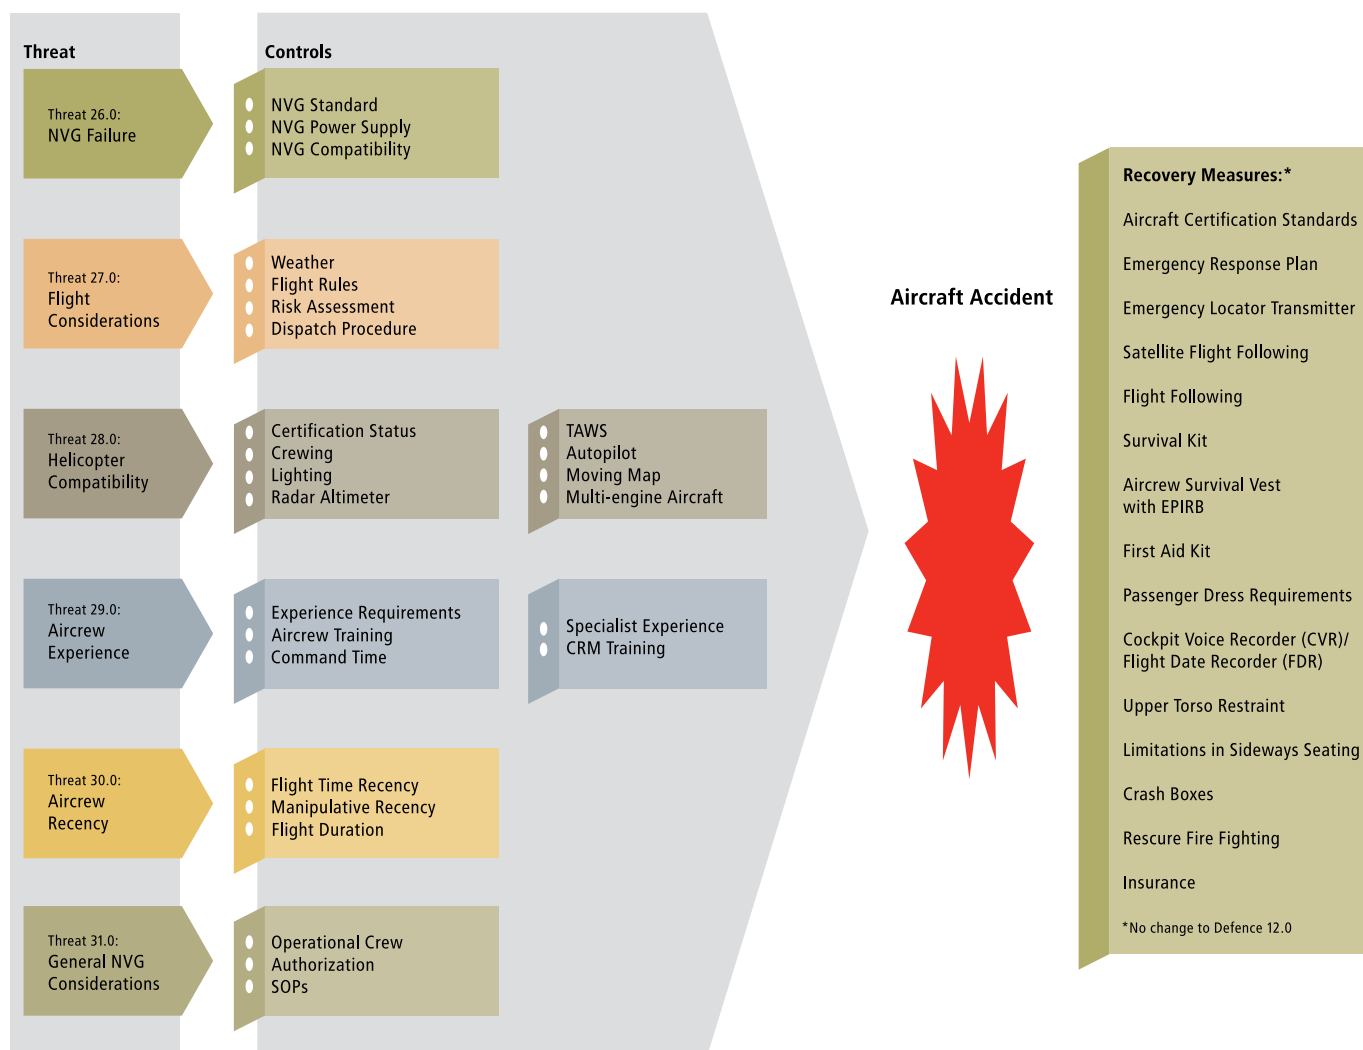 Threat
Controls
Threat 26.0:
NVG Failure
NVG Standard
NVG Power Supply
NVG Compatibility
Threat 27.0:
Flight
Considerations
Weather
Flight Rules
Risk Assessment
Dispatch Procedure
Threat 28.0:
Helicopter
Compatibility
Certification Status
Crewing
Lighting
Radar Altimeter
TAWS
Autopilot
Moving Map
Multi-engine Aircraft
Threat 29.0:
Aircrew
Experience
Experience Requirements
Aircrew Training
Command Time
Specialist Experience
CRM Training
Threat 30.0:
Aircrew
Recency
Flight Time Recency
Manipulative Recency
Flight Duration
Threat 31.0:
General NVG
Considerations
Operational Crew
Authorization
SOPs
Aircraft Accident
Recovery Measures:*
Aircraft Certification Standards
Emergency Response Plan
Emergency Locator Transmitter
Satellite Flight Following
Flight Following
Survival Kit
Aircrew Survival Vest
with EPIRB
First Aid Kit
Passenger Dress Requirements
Cockpit Voice Recorder (CVR)/
Flight Date Recorder (FDR)
Upper Torso Restraint
Limitations in Sideways Seating
Crash Boxes
Rescure Fire Fighting
Insurance
*No change to Defence 12.0